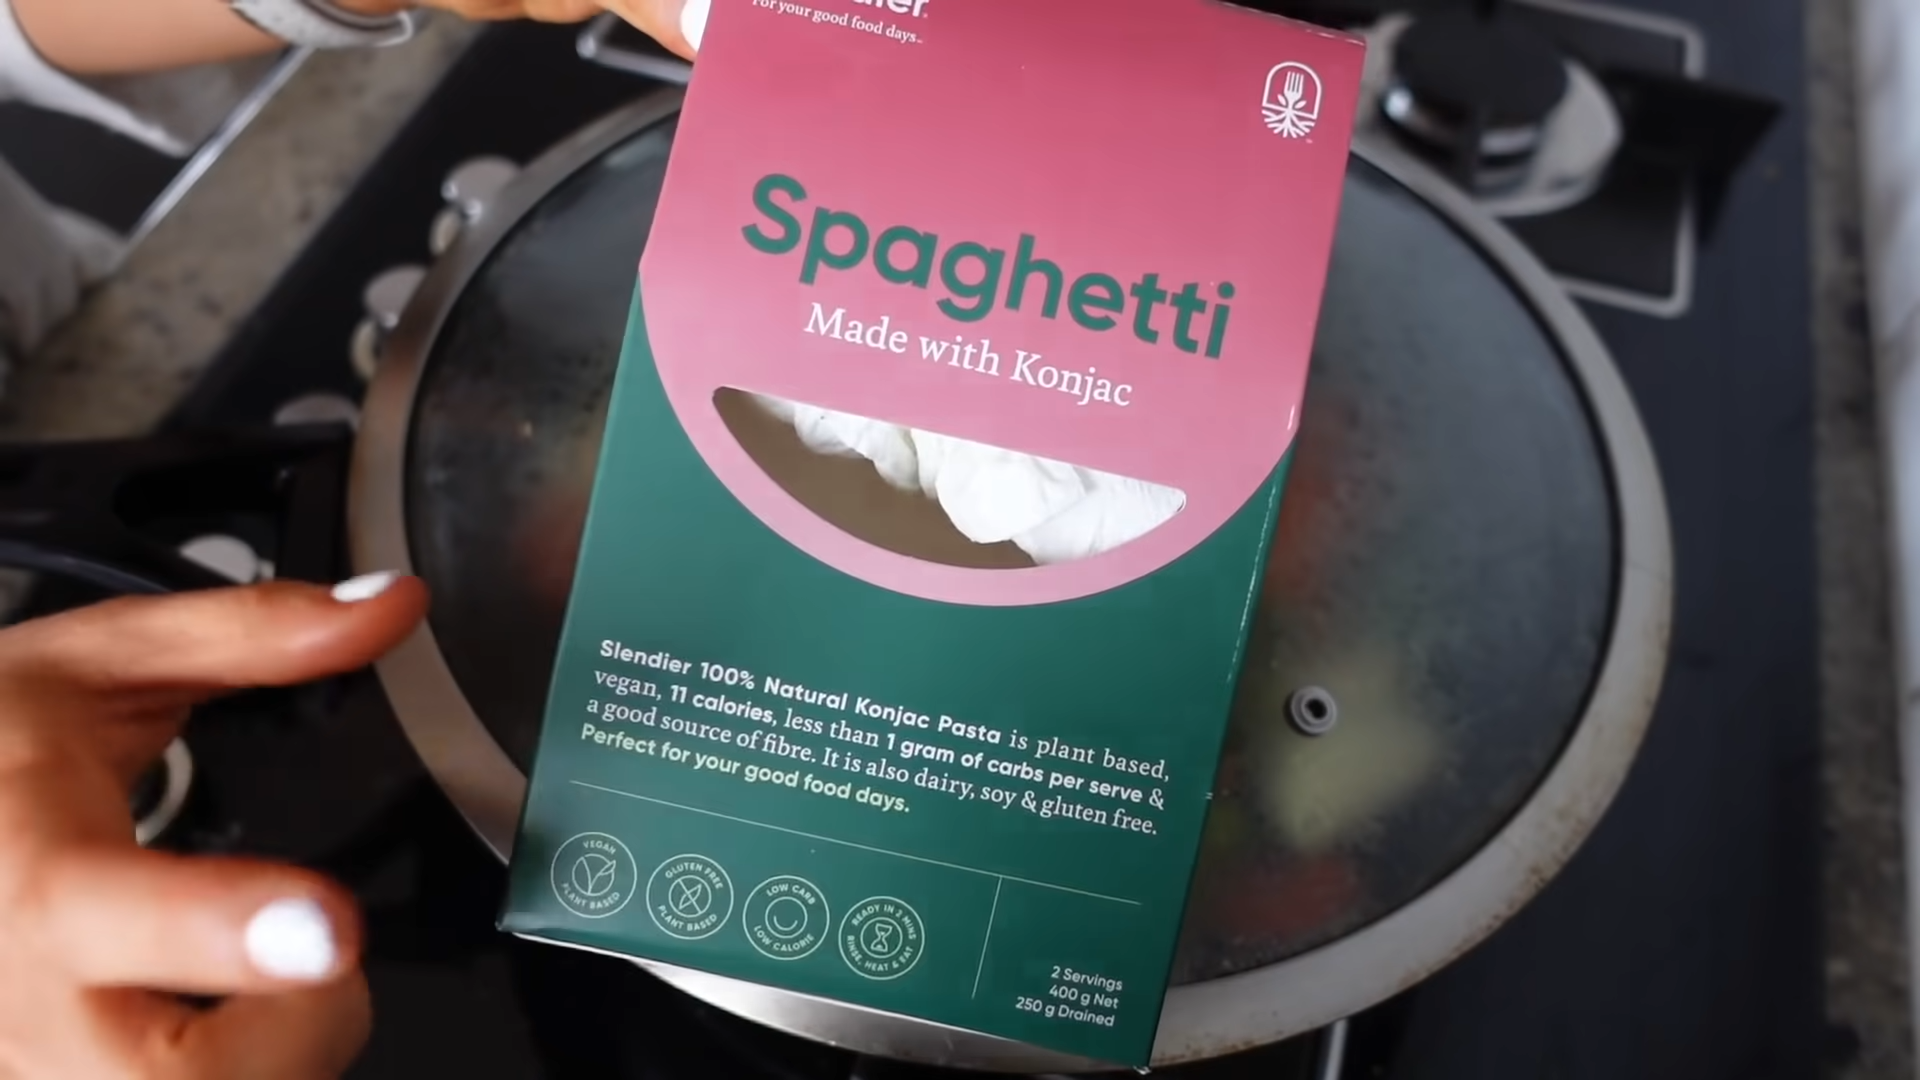 For your good food days.
Spaghetti
Made with Konjac
Slendier 100% Natural Konjac Pasta is plant based,
vegan, 11 calories, less than 1 gram of carbs per serve &
a good source of fibre. It is also dairy, soy & gluten free.
Perfect for your good food days.
VEGAN
PLANT BASED
GLUTEN FREE
PLANT BASED
LOW CARB
LOW CALORIE
READY IN 2 MINS
RINSE, HEAT & EAT
2 Servings
400 g Net
250 g Drained